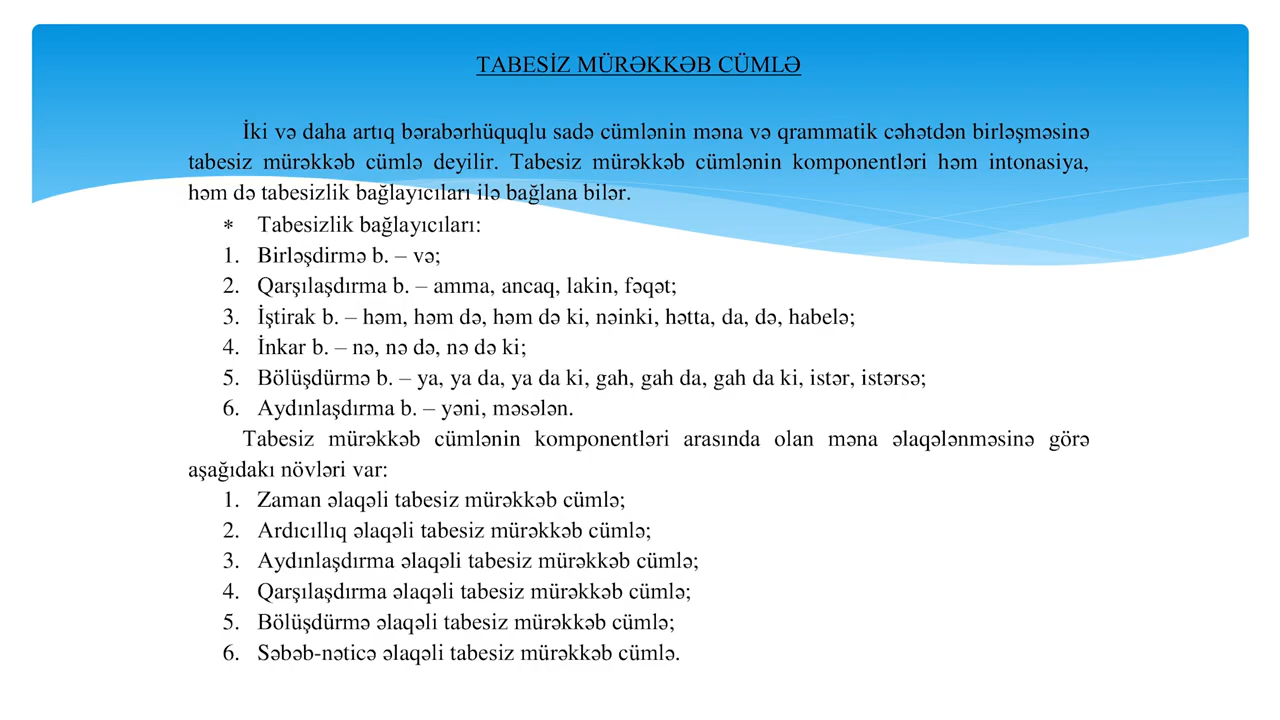 TABESİZ MÜRƏKKƏB CÜMLƏ
İki və daha artıq bərabərhüquqlu sadə cümlənin məna və qrammatik cəhətdən birləşməsinə
tabesiz mürəkkəb cümlə deyilir. Tabesiz mürəkkəb cümlənin komponentləri həm intonasiya,
həm də tabesizlik bağlayıcıları ilə bağlana bilər.
* Tabesizlik bağlayıcıları:
1. Birləşdirmə b. – və;
2. Qarşılaşdırma b. – amma, ancaq, lakin, fəqət;
3. İştirak b. – həm, həm də, həm də ki, nəinki, hətta, da, də, habelə;
4. İnkar b. – nə, nə də, nə də ki;
5. Bölüşdürmə b. – ya, ya da, ya da ki, gah, gah da, gah da ki, istər, istərsə;
6. Aydınlaşdırma b. – yəni, məsələn.
Tabesiz mürəkkəb cümlənin komponentləri arasında olan məna əlaqələnməsinə görə
aşağıdakı növləri var:
1. Zaman əlaqəli tabesiz mürəkkəb cümlə;
2. Ardıcıllıq əlaqəli tabesiz mürəkkəb cümlə;
3. Aydınlaşdırma əlaqəli tabesiz mürəkkəb cümlə;
4. Qarşılaşdırma əlaqəli tabesiz mürəkkəb cümlə;
5. Bölüşdürmə əlaqəli tabesiz mürəkkəb cümlə;
6. Səbəb-nəticə əlaqəli tabesiz mürəkkəb cümlə.